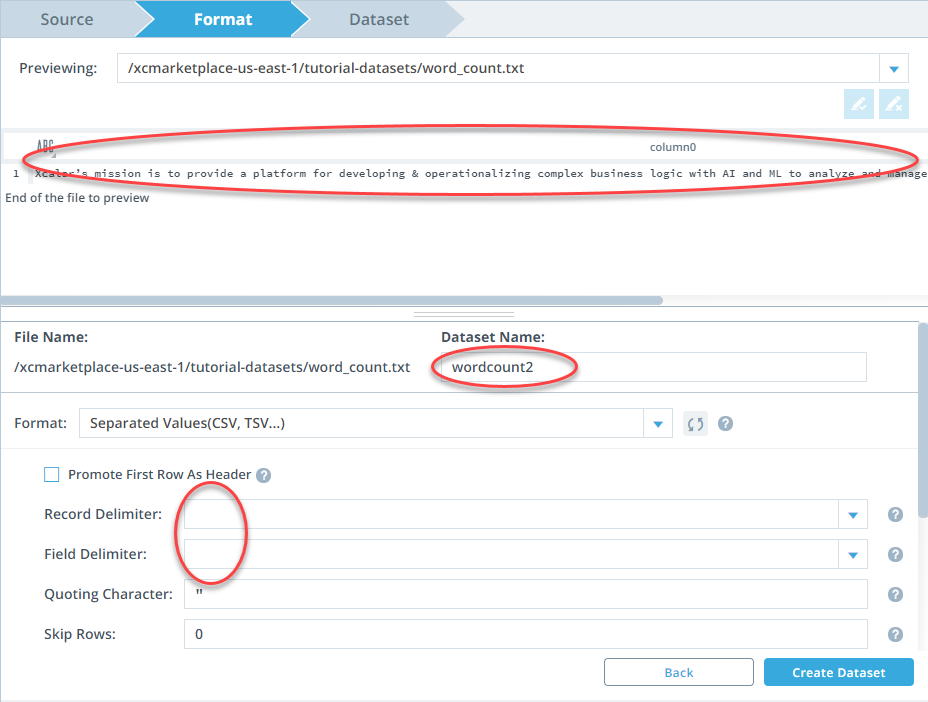 Source Format Dataset
Previewing: /xcmarketplace-us-east-1/tutorial-datasets/word_count.txt
ABC column0
1 Xcalar's mission is to provide a platform for developing & operationalizing complex business logic with AI and ML to analyze and manage
End of the file to preview
File Name: Dataset Name:
/xcmarketplace-us-east-1/tutorial-datasets/word_count.txt wordcount2
Format: Separated Values(CSV, TSV...) ?
Promote First Row As Header ?
Record Delimiter: ?
Field Delimiter: ?
Quoting Character: " ?
Skip Rows: 0 ?
Back Create Dataset